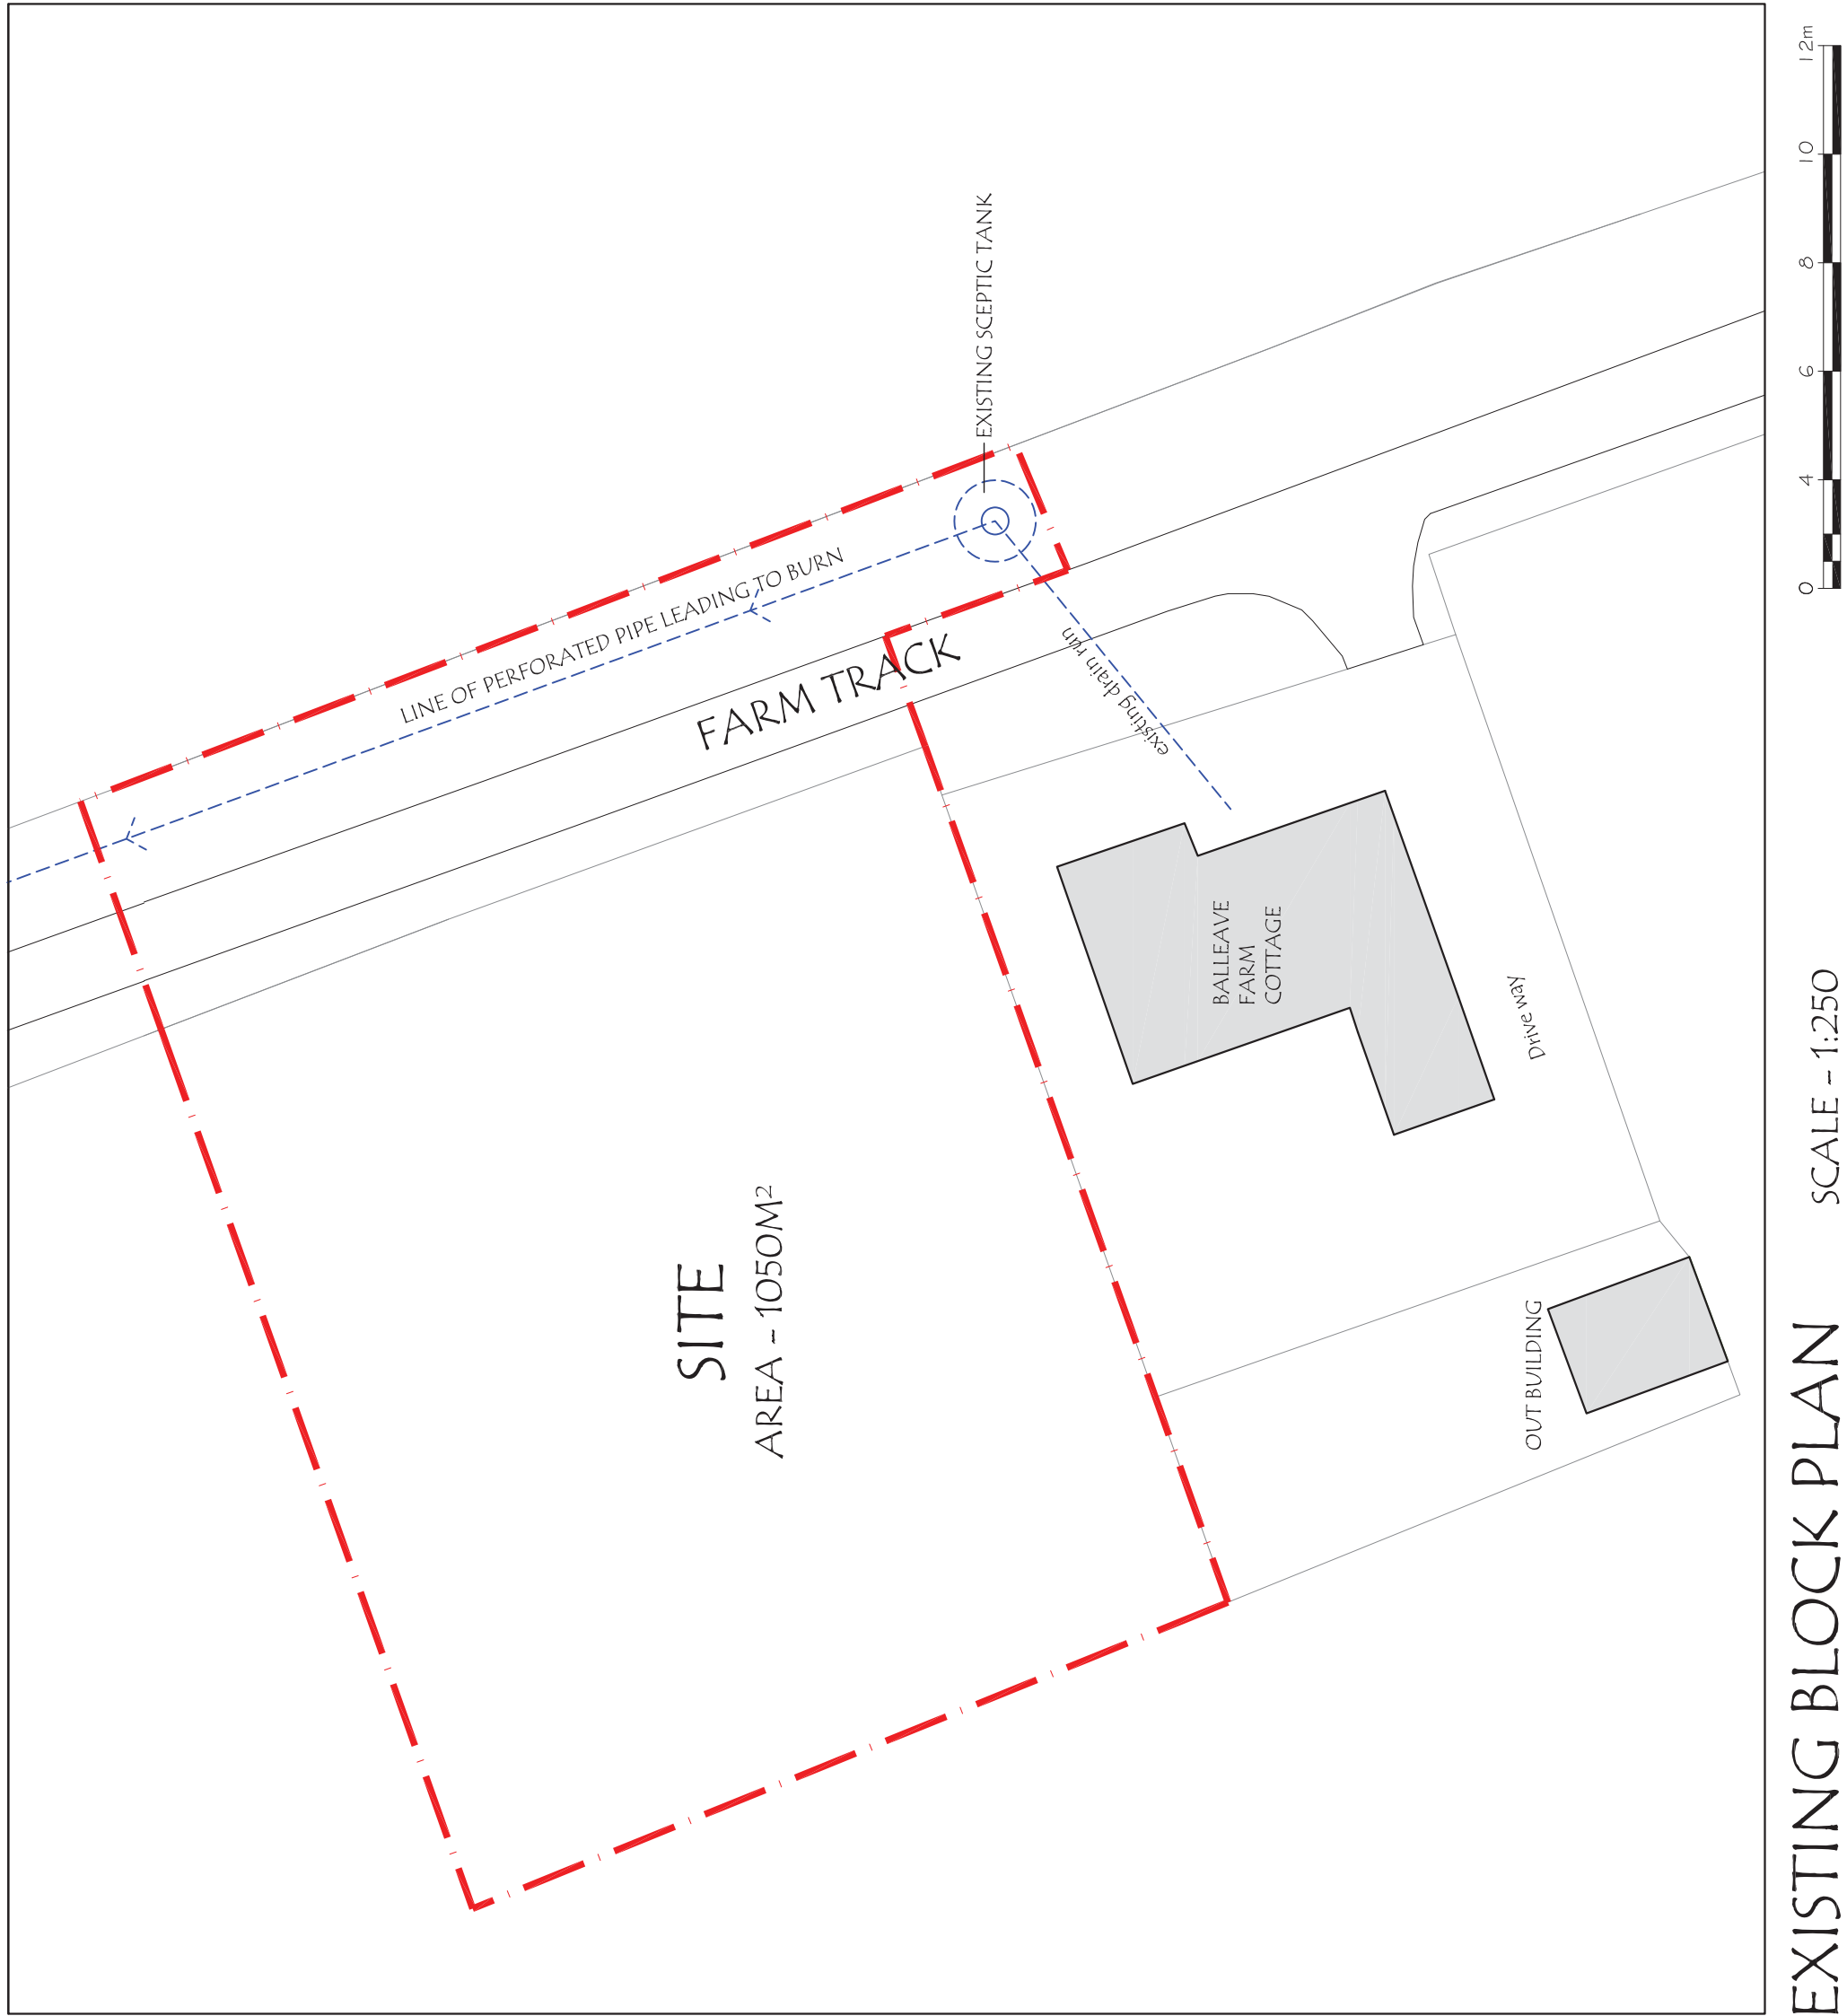 EXISTING SCEPTIC TANK
LINE OF PERFORATED PIPE LEADING TO BURN
FARM TRACK
existing drain run
SITE
AREA - 1050M²
BALLEAVE
FARM
COTTAGE
Drive way
OUT BUILDING
EXISTING BLOCK PLAN
SCALE - 1:250
0 4 6 8 10 12m